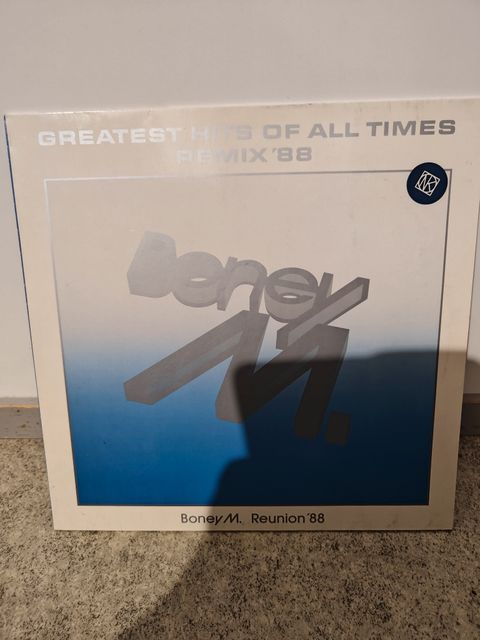 GREATEST HITS OF ALL TIMES
REMIX '88
Boney
M.
Boney M. Reunion '88